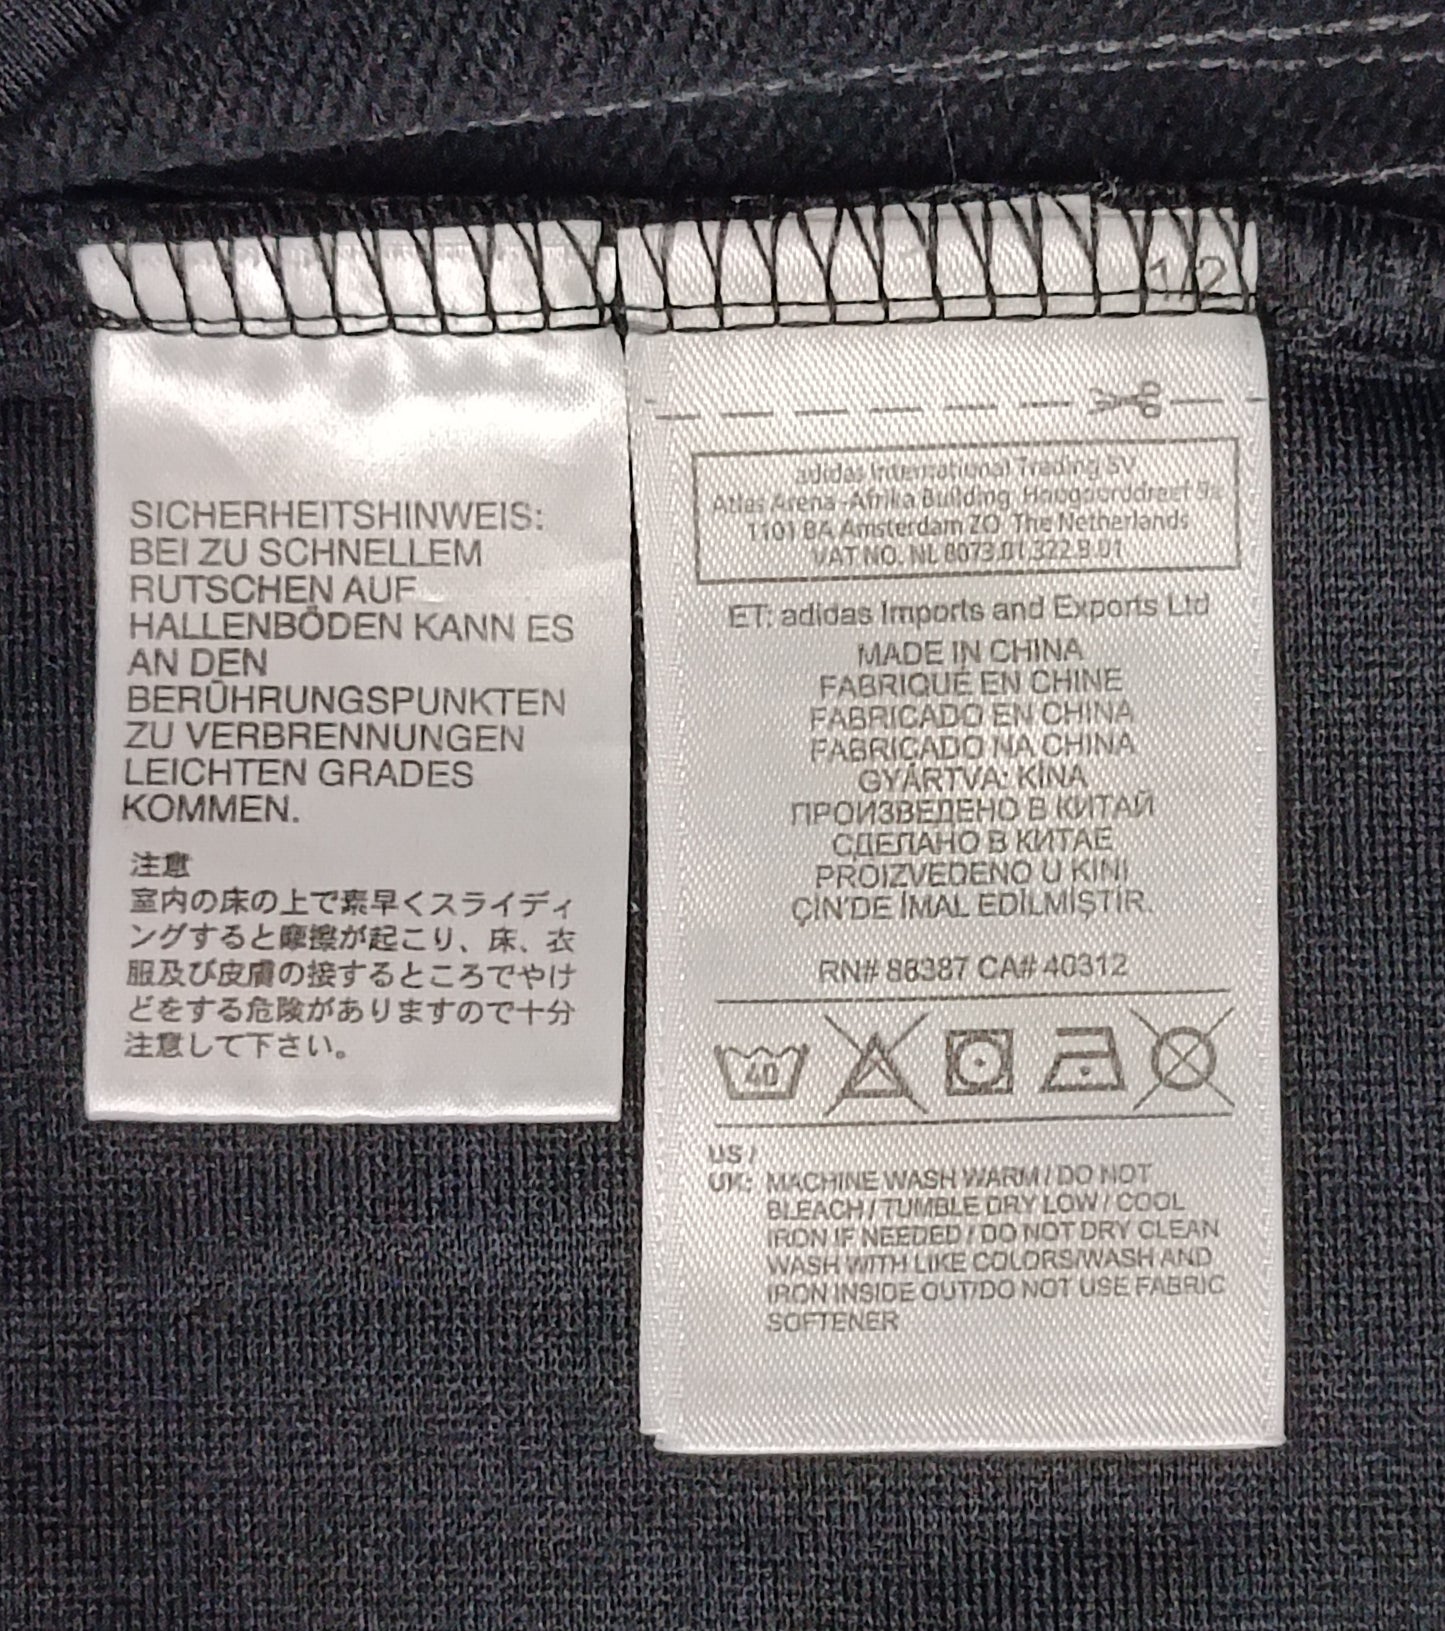 SICHERHEITSHINWEIS:
BEI ZU SCHNELLEM
RUTSCHEN AUF
HALLENBÖDEN KANN ES
AN DEN
BERÜHRUNGSPUNKTEN
ZU VERBRENNUNGEN
LEICHTEN GRADES
KOMMEN.
注意
室内の床の上で素早くスライディ
ングすると摩擦が起こり、床、衣
服及び皮膚の接するところでやけ
どをする危険がありますので十分
注意して下さい。
1/2
adidas International Trading BV
Atlas Arena -Afrika Building, Hoogoorddreef 9a
1101 BA Amsterdam ZO The Netherlands
VAT NO. NL 8073.01.322.B.01
ET: adidas Imports and Exports Ltd
MADE IN CHINA
FABRIQUÉ EN CHINE
FABRICADO EN CHINA
FABRICADO NA CHINA
GYÁRTVA: KÍNA
ПРОИЗВЕДЕНО В КИТАЙ
СДЕЛАНО В КИТАЕ
PROIZVEDENO U KINI
ÇİN'DE İMAL EDİLMİŞTİR.
RN# 88387 CA# 40312
40
US /
UK: MACHINE WASH WARM / DO NOT
BLEACH / TUMBLE DRY LOW / COOL
IRON IF NEEDED / DO NOT DRY CLEAN
WASH WITH LIKE COLORS/WASH AND
IRON INSIDE OUT/DO NOT USE FABRIC
SOFTENER